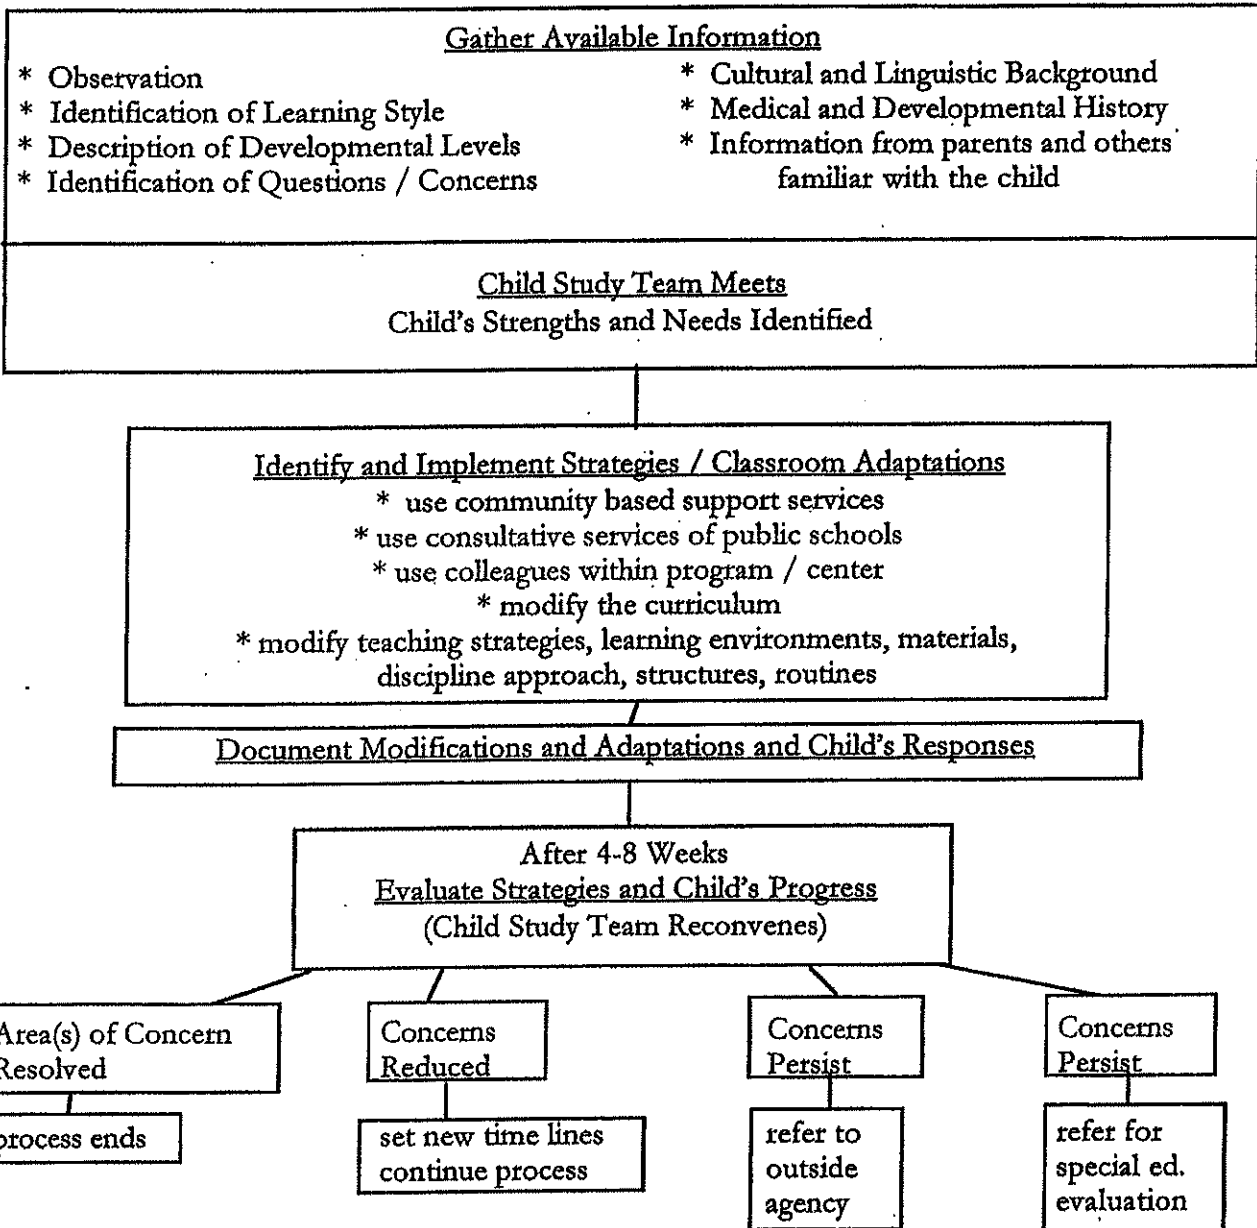 Gather Available Information
* Observation
* Identification of Learning Style
* Description of Developmental Levels
* Identification of Questions / Concerns
* Cultural and Linguistic Background
* Medical and Developmental History
* Information from parents and others
familiar with the child
Child Study Team Meets
Child's Strengths and Needs Identified
Identify and Implement Strategies / Classroom Adaptations
* use community based support services
* use consultative services of public schools
* use colleagues within program / center
* modify the curriculum
* modify teaching strategies, learning environments, materials,
discipline approach, structures, routines
Document Modifications and Adaptations and Child's Responses
After 4-8 Weeks
Evaluate Strategies and Child's Progress
(Child Study Team Reconvenes)
Area(s) of Concern
Resolved
process ends
Concerns
Reduced
set new time lines
continue process
Concerns
Persist
refer to
outside
agency
Concerns
Persist
refer for
special ed.
evaluation